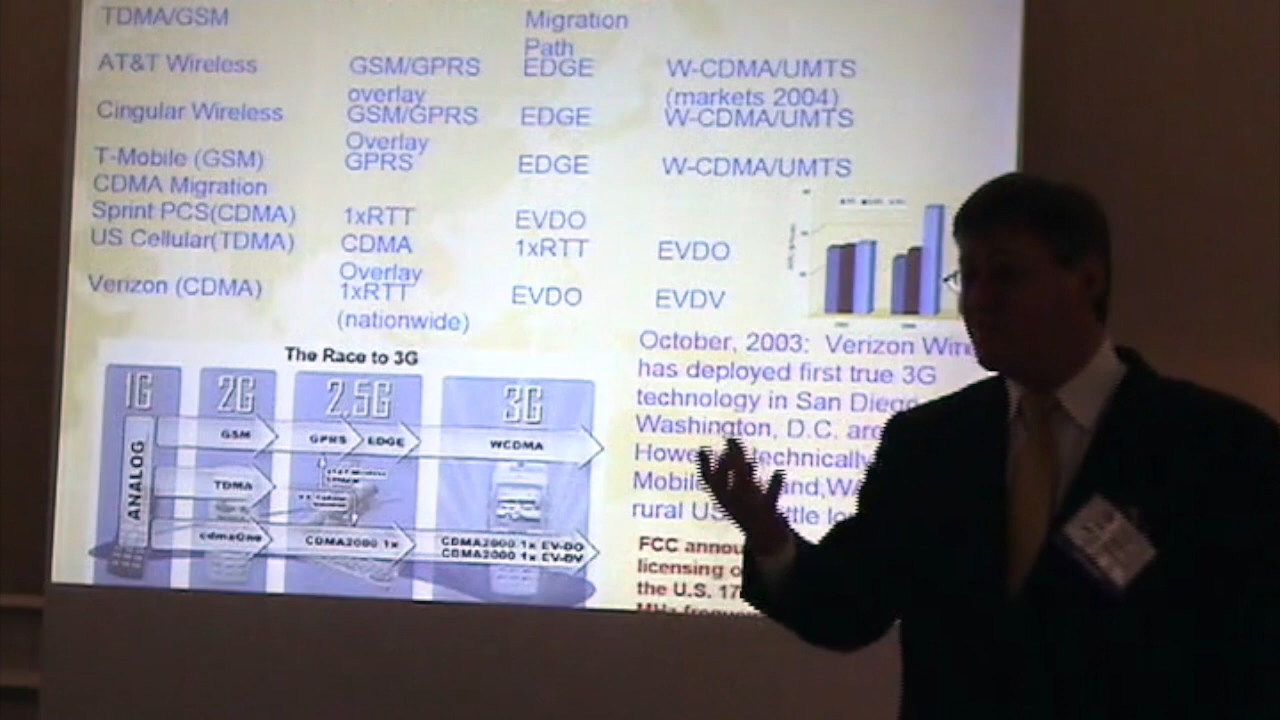 TDMA/GSM Migration
Path
AT&T Wireless GSM/GPRS EDGE W-CDMA/UMTS
overlay (markets 2004)
Cingular Wireless GSM/GPRS EDGE W-CDMA/UMTS
Overlay
T-Mobile (GSM) GPRS EDGE W-CDMA/UMTS
CDMA Migration
Sprint PCS(CDMA) 1xRTT EVDO
US Cellular(TDMA) CDMA 1xRTT EVDO
Overlay
Verizon (CDMA) 1xRTT EVDO EVDV
(nationwide)
October, 2003: Verizon
has deployed first true 3G
technology in San Diego
Washington, D.C.
technically
Mobile
rural
FCC
licensing
the U.S. 17
The Race to 3G
1G 2G 2.5G 3G
ANALOG
GSM GPRS EDGE WCDMA
TDMA
cdmaOne CDMA2000 1x CDMA2000 1x EV-DO
CDMA2000 1x EV-DV